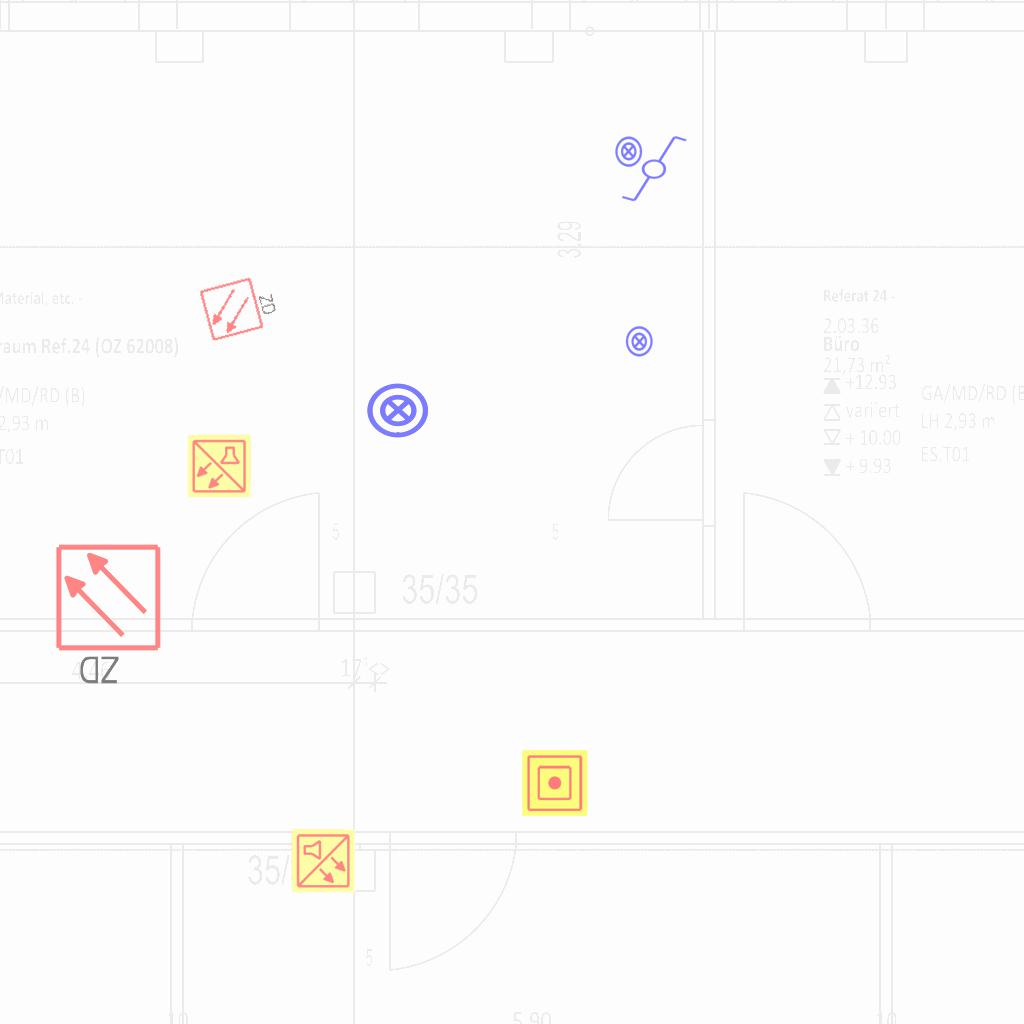 3.29
Material, etc. -
ZD
Referat 24 -
2.03.36
Büro
21,73 m²
+12.93
variiert
+ 10.00
+ 9.93
raum Ref.24 (OZ 62008)
/MD/RD (B)
2,93 m
GA/MD/RD (B
LH 2,93 m
ES.T01
5
5
35/35
ZD
17
35/
5
10
5.90
10